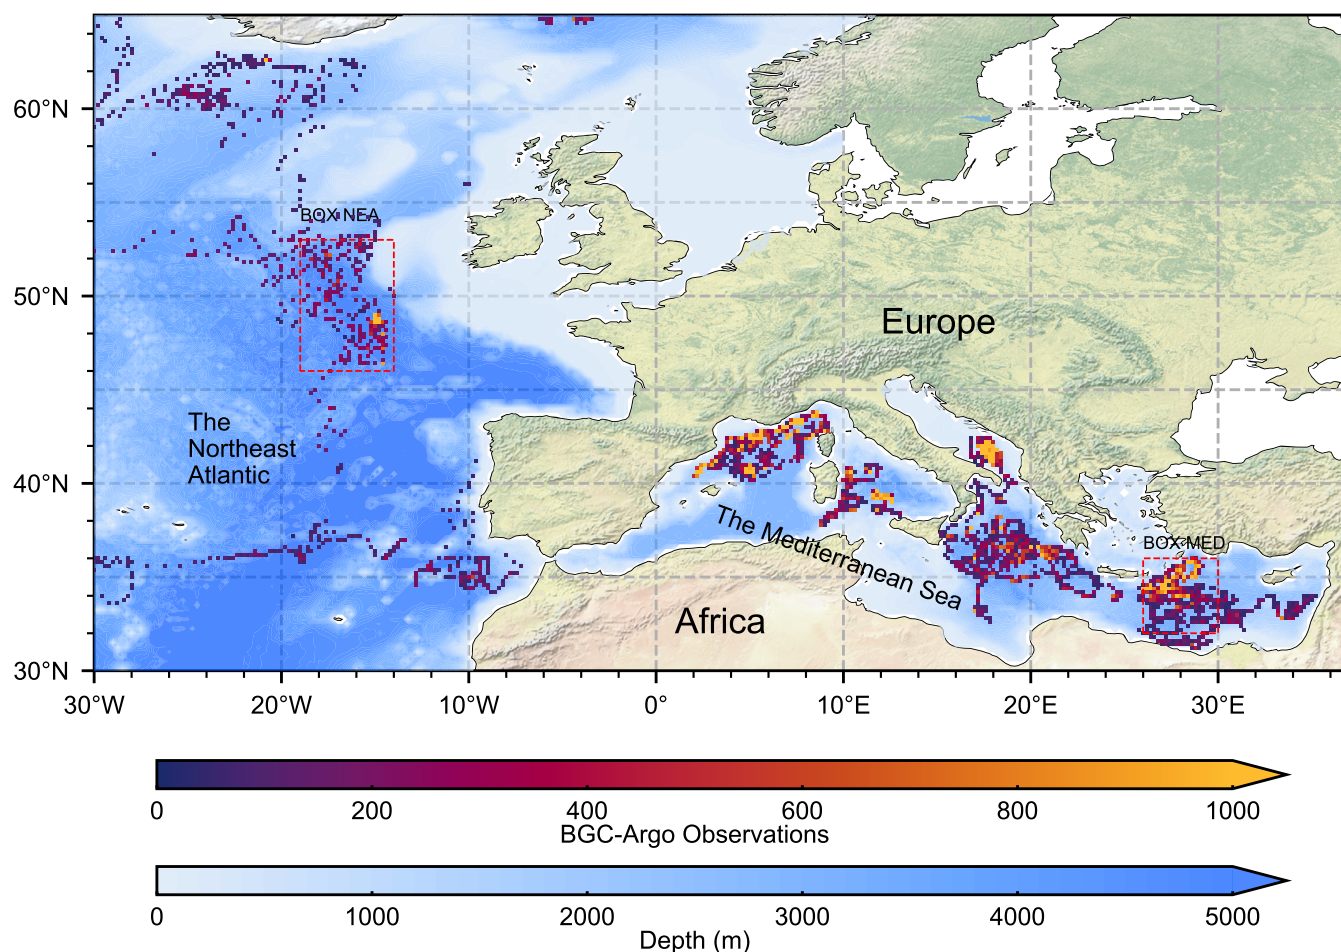 60°N
50°N
40°N
30°N
BOX NEA
Europe
The
Northeast
Atlantic
The Mediterranean Sea
BOX MED
Africa
30°W 20°W 10°W 0° 10°E 20°E 30°E
0 200 400 600 800 1000
BGC-Argo Observations
0 1000 2000 3000 4000 5000
Depth (m)